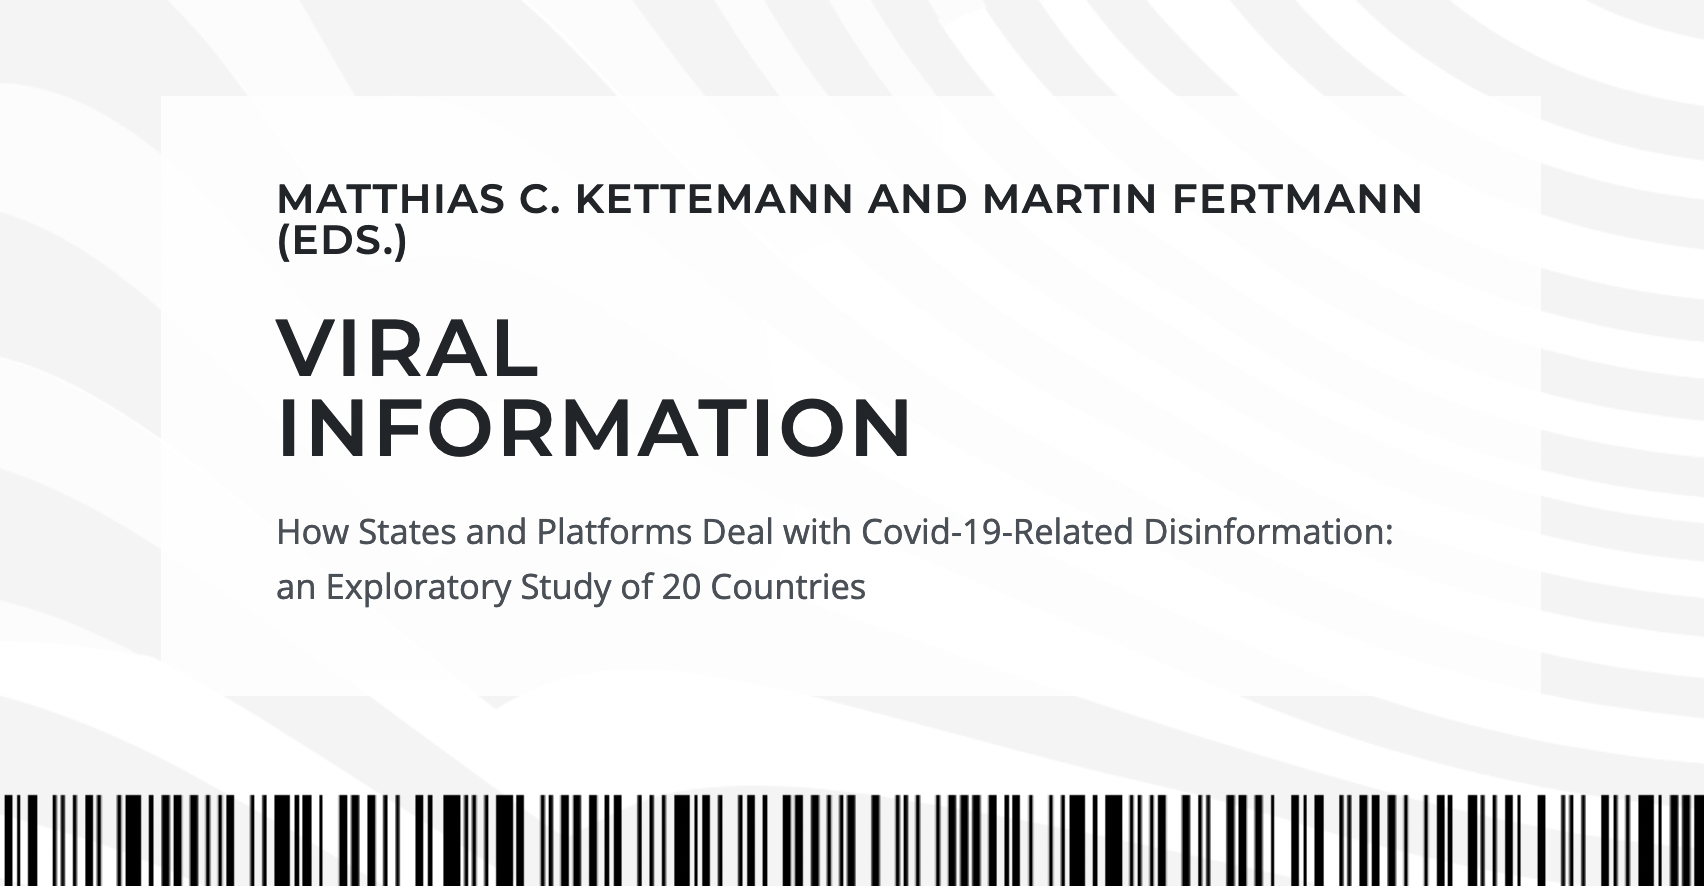 MATTHIAS C. KETTEMANN AND MARTIN FERTMANN
(EDS.)
VIRAL
INFORMATION
How States and Platforms Deal with Covid-19-Related Disinformation:
an Exploratory Study of 20 Countries